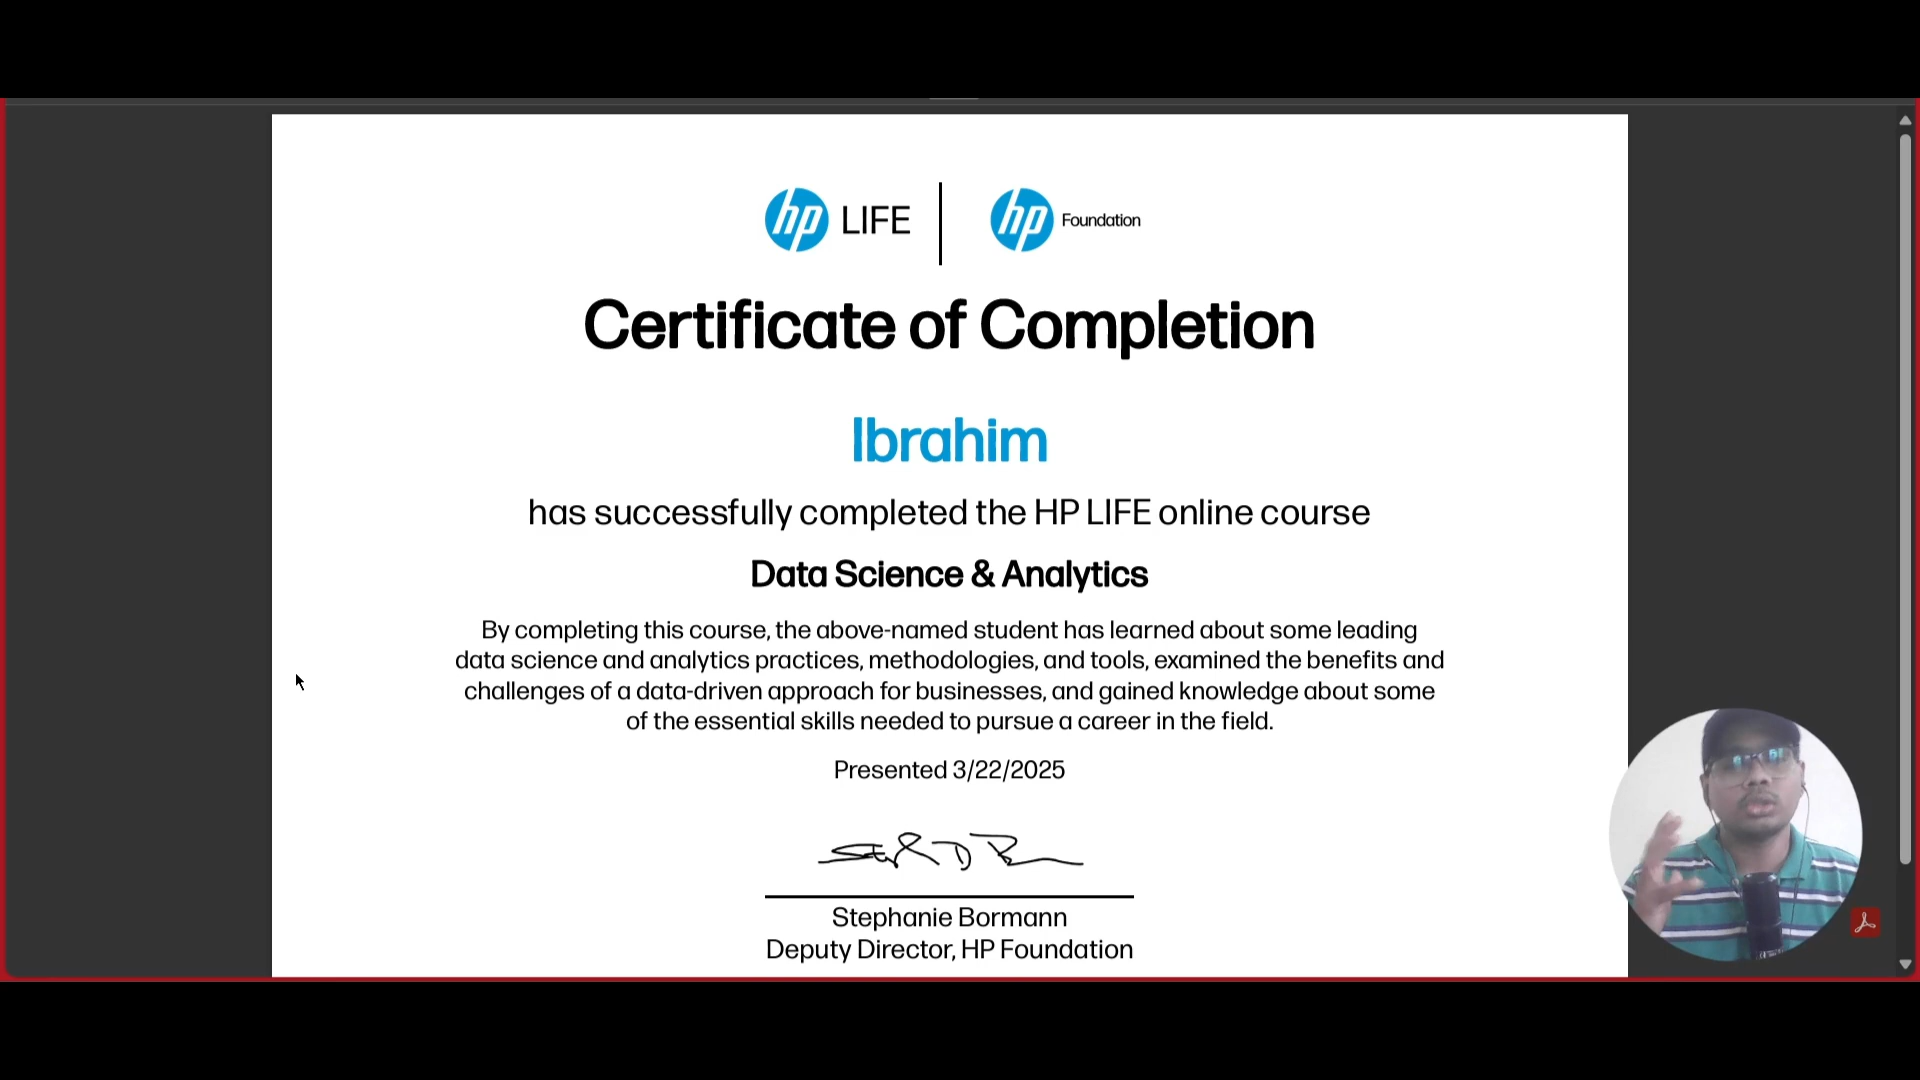 hp LIFE | hp Foundation
Certificate of Completion
Ibrahim
has successfully completed the HP LIFE online course
Data Science & Analytics
By completing this course, the above-named student has learned about some leading
data science and analytics practices, methodologies, and tools, examined the benefits and
challenges of a data-driven approach for businesses, and gained knowledge about some
of the essential skills needed to pursue a career in the field.
Presented 3/22/2025
Stephanie Bormann
Deputy Director, HP Foundation